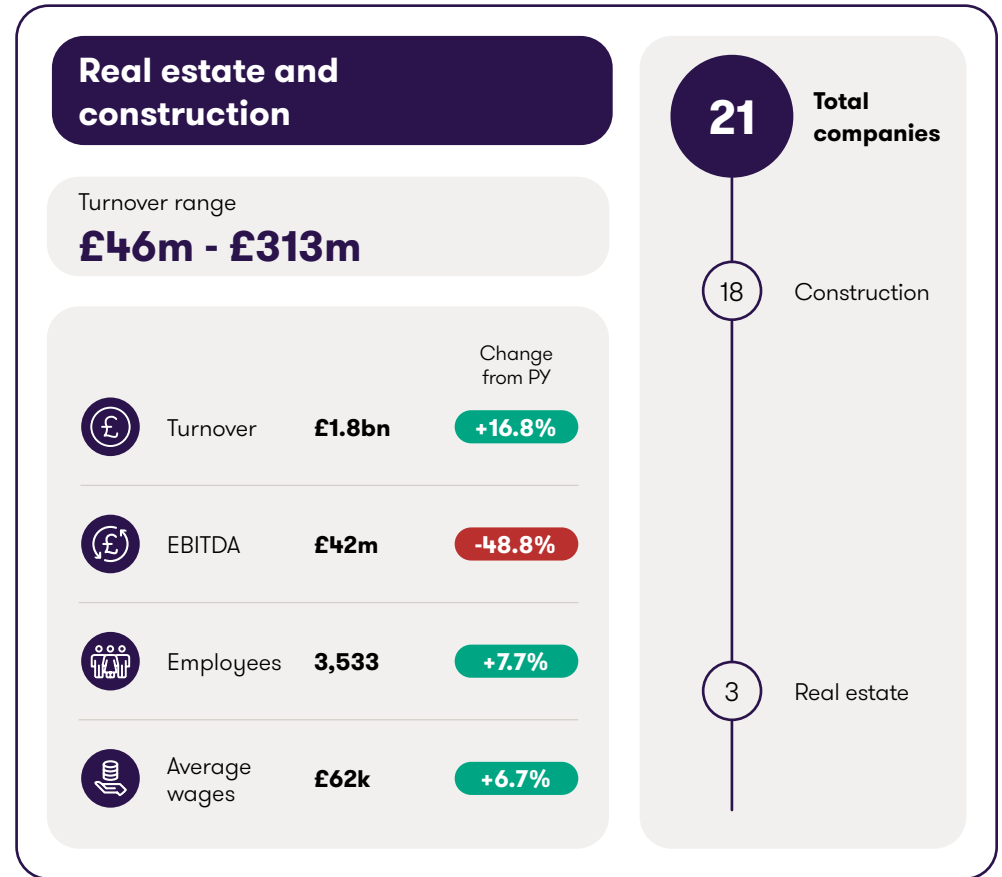 Real estate and
construction
Turnover range
£46m - £313m
Change
from PY
Turnover £1.8bn +16.8%
EBITDA £42m -48.8%
Employees 3,533 +7.7%
Average
wages £62k +6.7%
21 Total
companies
18 Construction
3 Real estate